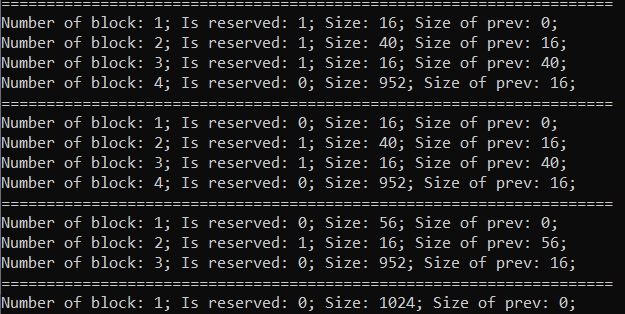 ====================================================================
Number of block: 1; Is reserved: 1; Size: 16; Size of prev: 0;
Number of block: 2; Is reserved: 1; Size: 40; Size of prev: 16;
Number of block: 3; Is reserved: 1; Size: 16; Size of prev: 40;
Number of block: 4; Is reserved: 0; Size: 952; Size of prev: 16;
====================================================================
Number of block: 1; Is reserved: 0; Size: 16; Size of prev: 0;
Number of block: 2; Is reserved: 1; Size: 40; Size of prev: 16;
Number of block: 3; Is reserved: 1; Size: 16; Size of prev: 40;
Number of block: 4; Is reserved: 0; Size: 952; Size of prev: 16;
====================================================================
Number of block: 1; Is reserved: 0; Size: 56; Size of prev: 0;
Number of block: 2; Is reserved: 1; Size: 16; Size of prev: 56;
Number of block: 3; Is reserved: 0; Size: 952; Size of prev: 16;
====================================================================
Number of block: 1; Is reserved: 0; Size: 1024; Size of prev: 0;